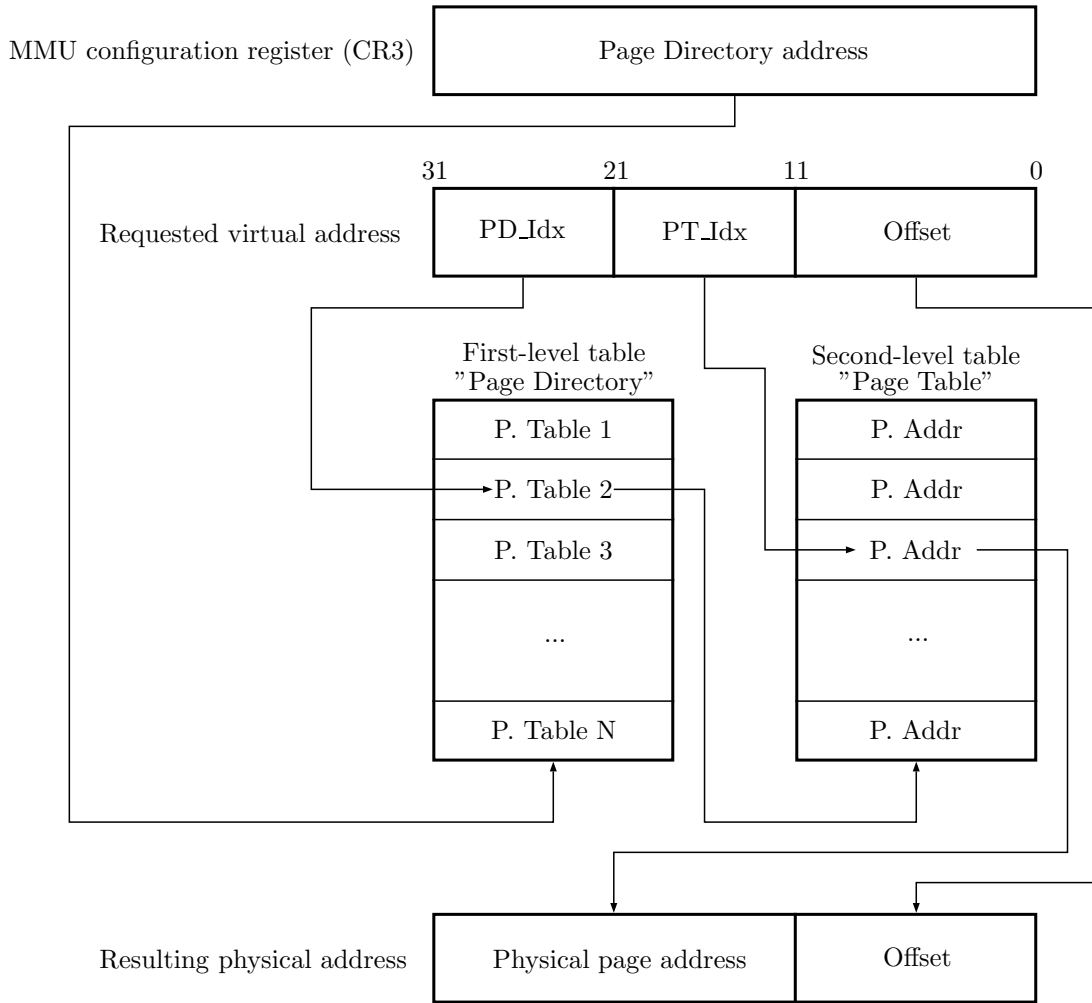 MMU configuration register (CR3)
Page Directory address
31
21
11
0
Requested virtual address
PD_Idx
PT_Idx
Offset
First-level table
”Page Directory”
Second-level table
”Page Table”
P. Table 1
P. Addr
P. Table 2
P. Addr
P. Table 3
P. Addr
...
...
P. Table N
P. Addr
Resulting physical address
Physical page address
Offset